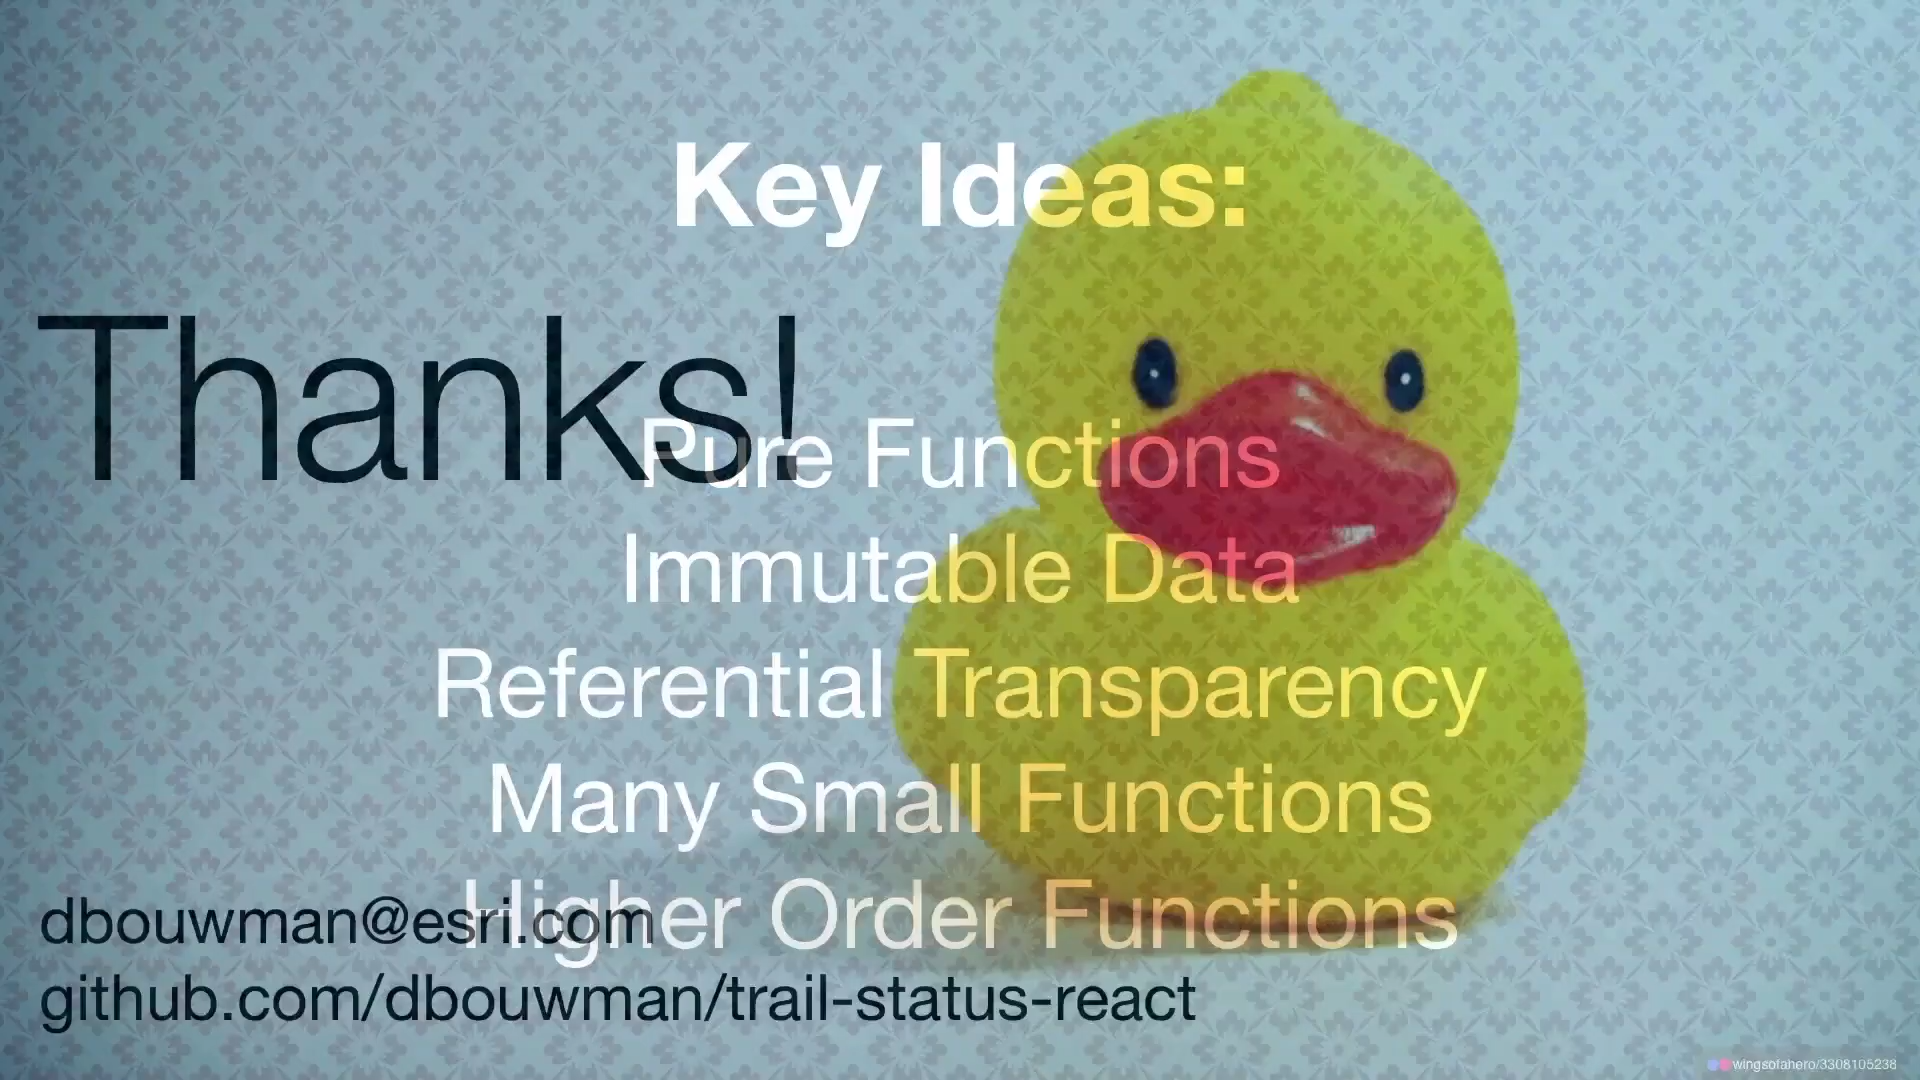 Key Ideas:
Thanks!
Pure Functions
Immutable Data
Referential Transparency
Many Small Functions
Higher Order Functions
dbouwman@esri.com
github.com/dbouwman/trail-status-react
wingsofahero/3308105238